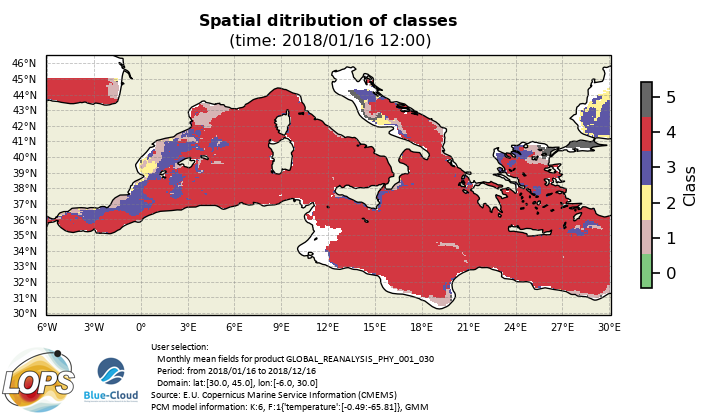 Spatial ditribution of classes
(time: 2018/01/16 12:00)
46°N
45°N
44°N
43°N
42°N
41°N
40°N
39°N
38°N
37°N
36°N
35°N
34°N
33°N
32°N
31°N
30°N
6°W 3°W 0° 3°E 6°E 9°E 12°E 15°E 18°E 21°E 24°E 27°E 30°E
5
4
3
2
1
0
Class
LOPS
Blue-Cloud
User selection:
Monthly mean fields for product GLOBAL_REANALYSIS_PHY_001_030
Period: from 2018/01/16 to 2018/12/16
Domain: lat:[30.0, 45.0], lon:[-6.0, 30.0]
Source: E.U. Copernicus Marine Service Information (CMEMS)
PCM model information: K:6, F:1{'temperature':[-0.49:-65.81]}, GMM